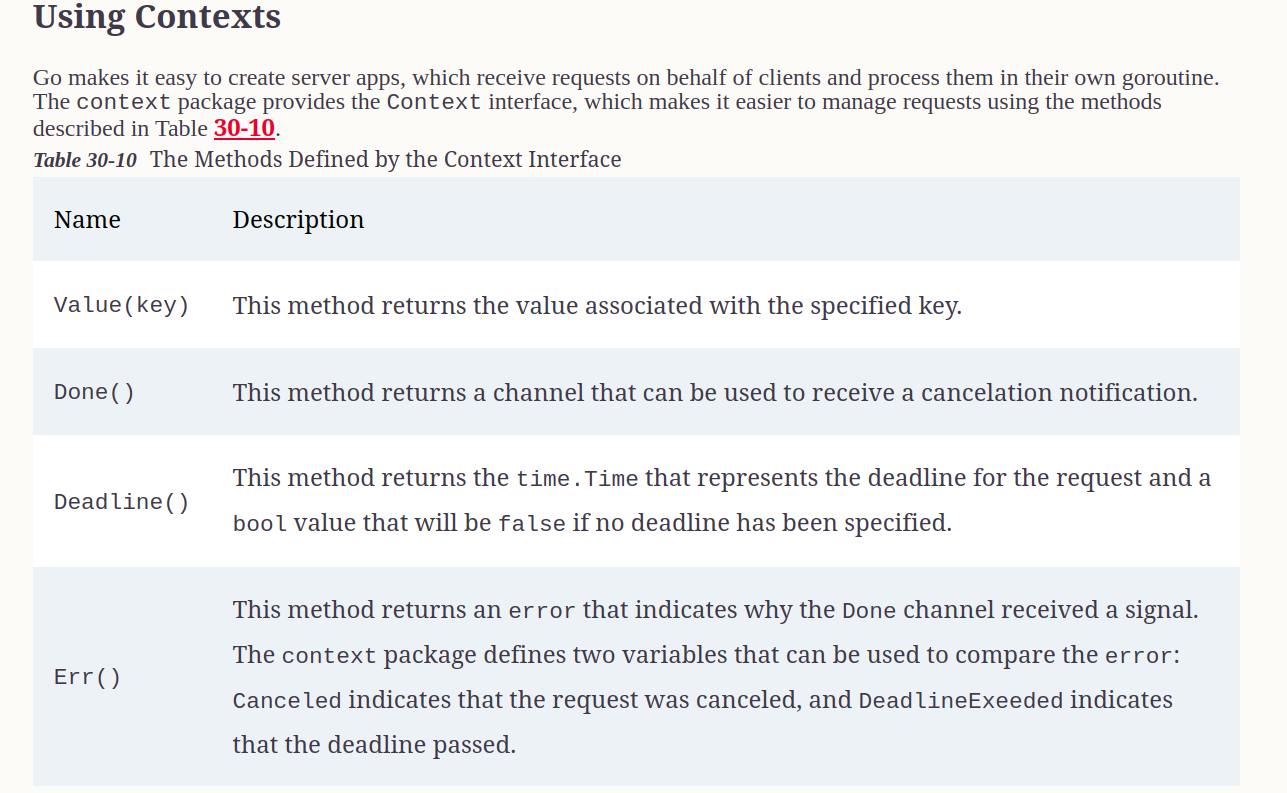 Using Contexts
Go makes it easy to create server apps, which receive requests on behalf of clients and process them in their own goroutine.
The context package provides the Context interface, which makes it easier to manage requests using the methods
described in Table 30-10.
Table 30-10 The Methods Defined by the Context Interface
Name Description
Value(key) This method returns the value associated with the specified key.
Done() This method returns a channel that can be used to receive a cancelation notification.
This method returns the time.Time that represents the deadline for the request and a
Deadline()
bool value that will be false if no deadline has been specified.
This method returns an error that indicates why the Done channel received a signal.
The context package defines two variables that can be used to compare the error:
Err()
Canceled indicates that the request was canceled, and DeadlineExeeded indicates
that the deadline passed.